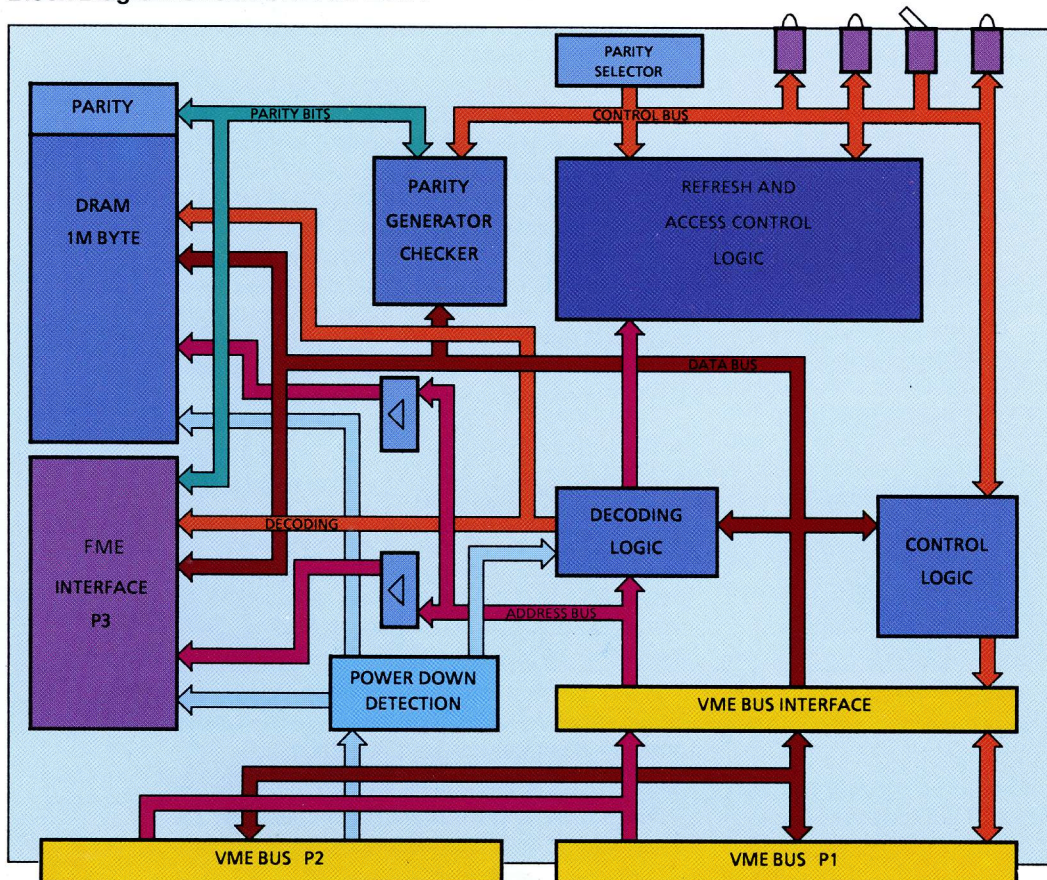 PARITY
SELECTOR
PARITY
PARITY BITS
CONTROL BUS
DRAM
1M BYTE
PARITY
GENERATOR
CHECKER
REFRESH AND
ACCESS CONTROL
LOGIC
DATA BUS
DECODING
DECODING
LOGIC
CONTROL
LOGIC
FME
INTERFACE
P3
ADDRESS BUS
POWER DOWN
DETECTION
VME BUS INTERFACE
VME BUS P2
VME BUS P1